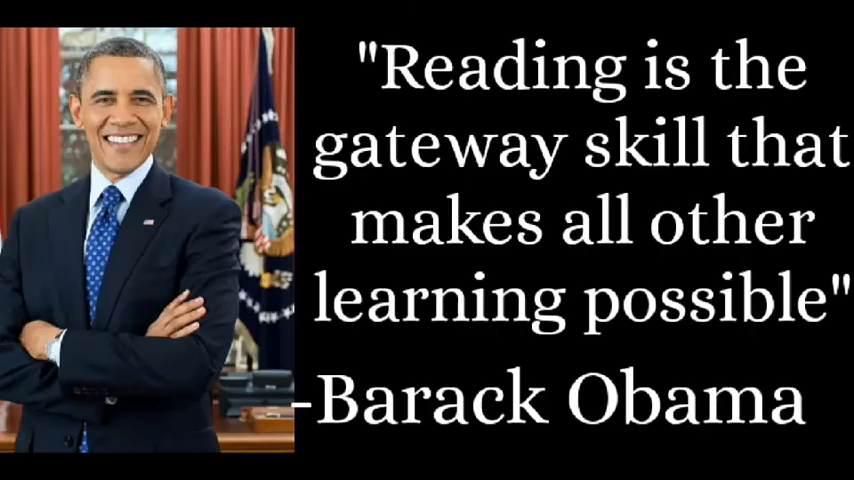 "Reading is the
gateway skill that
makes all other
learning possible"
-Barack Obama